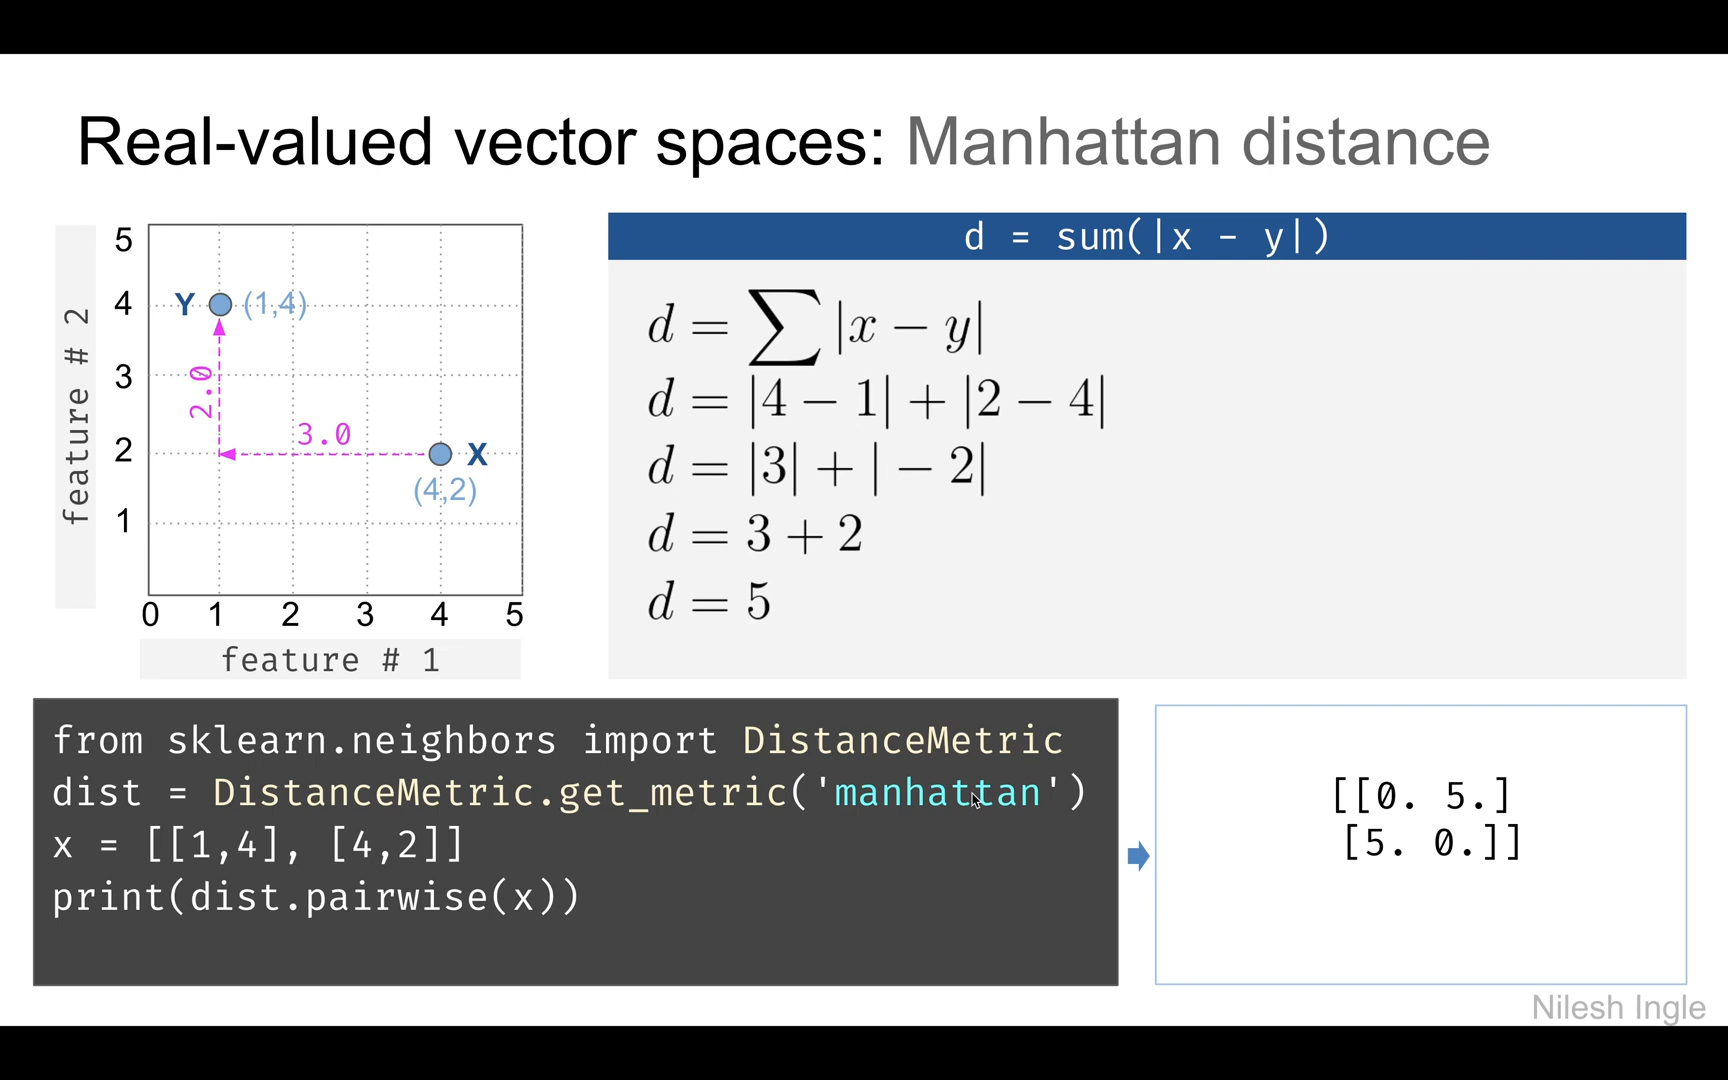 Real-valued vector spaces: Manhattan distance
feature # 2
5
4
3
2
1
Y (1,4)
2.0
3.0
X
(4,2)
0 1 2 3 4 5
feature # 1
d = sum(|x - y|)
d = ∑ |x − y|
d = |4 − 1| + |2 − 4|
d = |3| + | − 2|
d = 3 + 2
d = 5
from sklearn.neighbors import DistanceMetric
dist = DistanceMetric.get_metric('manhattan')
x = [[1,4], [4,2]]
print(dist.pairwise(x))
[[0. 5.]
[5. 0.]]
Nilesh Ingle